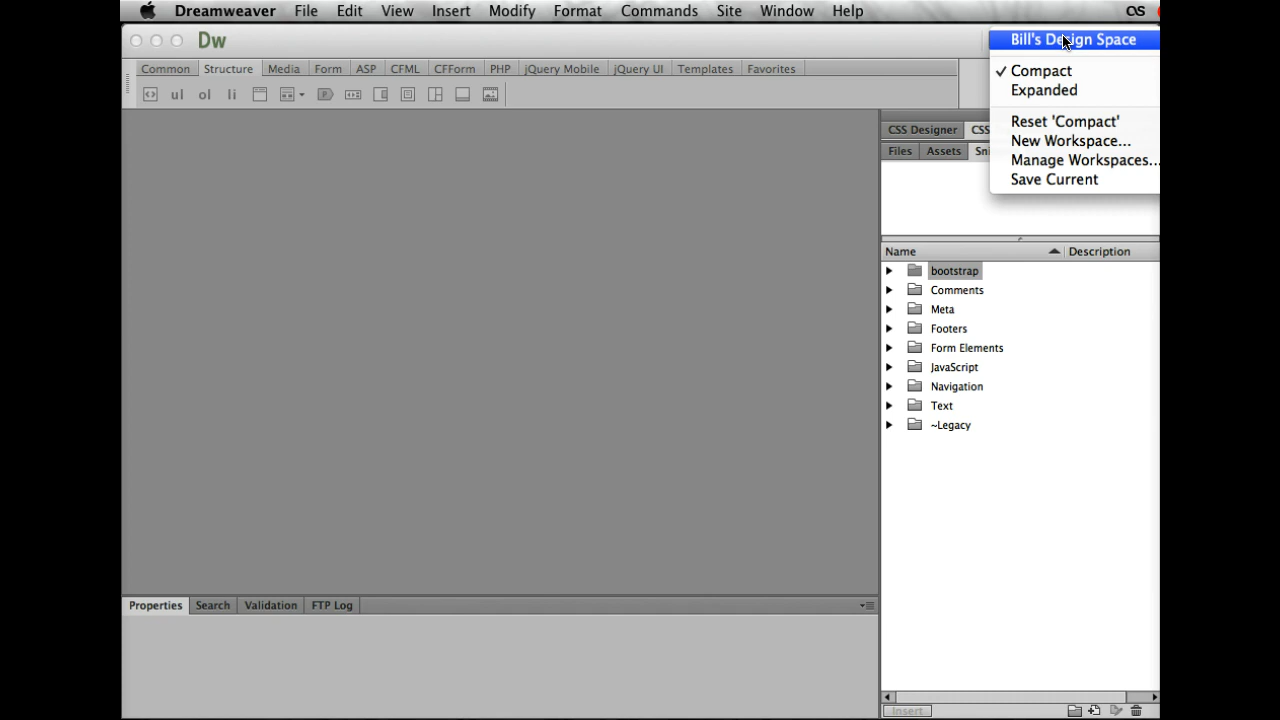 Dreamweaver File Edit View Insert Modify Format Commands Site Window Help
Dw
Bill's Design Space
Compact
Expanded
Reset 'Compact'
New Workspace...
Manage Workspaces...
Save Current
Common Structure Media Form ASP CFML CFForm PHP jQuery Mobile jQuery UI Templates Favorites
ul ol li
CSS Designer CSS
Files Assets Sni
Name Description
bootstrap
Comments
Meta
Footers
Form Elements
JavaScript
Navigation
Text
~Legacy
Properties Search Validation FTP Log
Insert